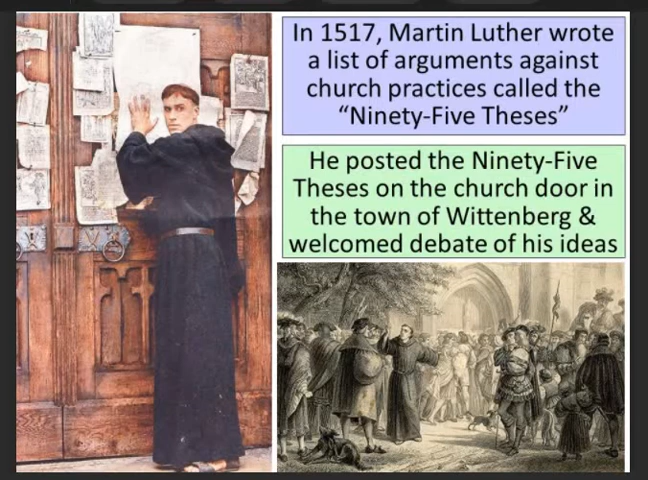 In 1517, Martin Luther wrote
a list of arguments against
church practices called the
“Ninety-Five Theses”
He posted the Ninety-Five
Theses on the church door in
the town of Wittenberg &
welcomed debate of his ideas